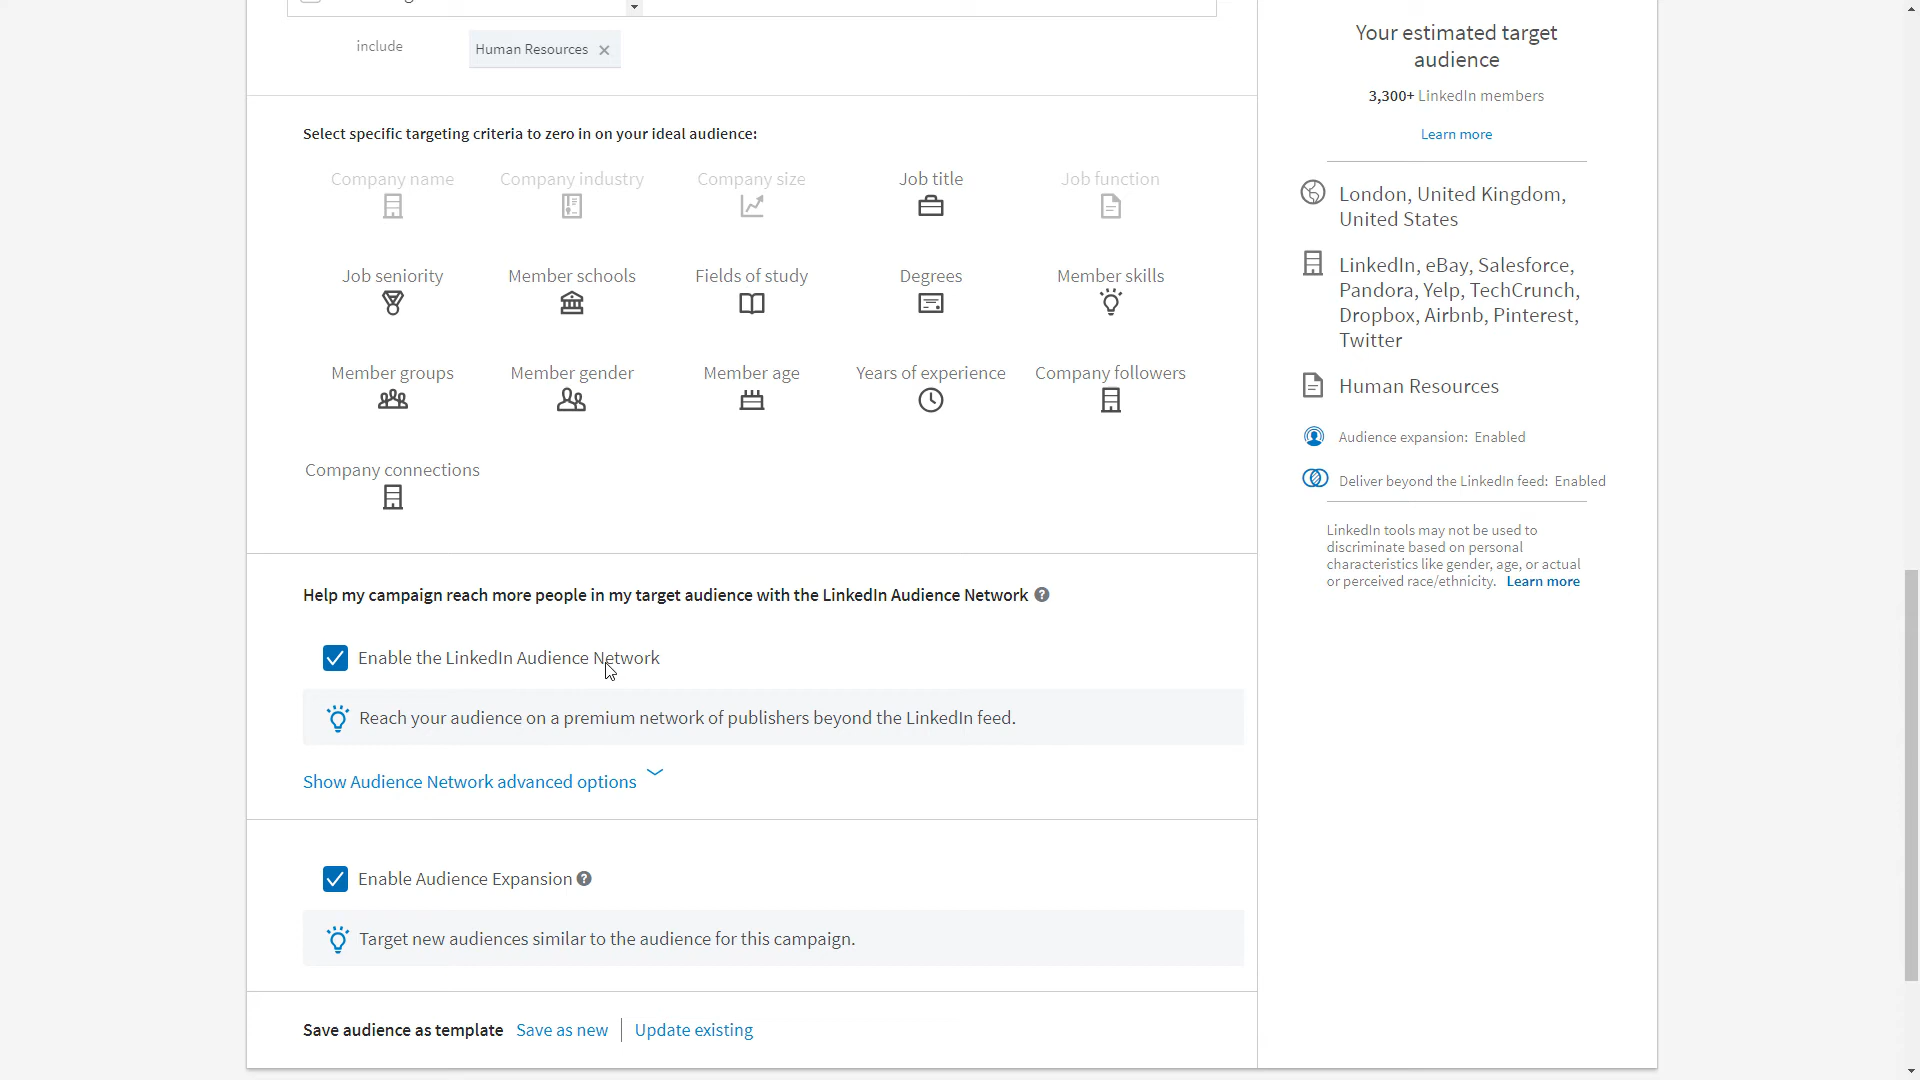 include
Human Resources
Select specific targeting criteria to zero in on your ideal audience:
Company name
Company industry
Company size
Job title
Job function
Job seniority
Member schools
Fields of study
Degrees
Member skills
Member groups
Member gender
Member age
Years of experience
Company followers
Company connections
Help my campaign reach more people in my target audience with the LinkedIn Audience Network ?
Enable the LinkedIn Audience Network
Reach your audience on a premium network of publishers beyond the LinkedIn feed.
Show Audience Network advanced options
Enable Audience Expansion ?
Target new audiences similar to the audience for this campaign.
Save audience as template Save as new | Update existing
Your estimated target
audience
3,300+ LinkedIn members
Learn more
London, United Kingdom,
United States
LinkedIn, eBay, Salesforce,
Pandora, Yelp, TechCrunch,
Dropbox, Airbnb, Pinterest,
Twitter
Human Resources
Audience expansion: Enabled
Deliver beyond the LinkedIn feed: Enabled
LinkedIn tools may not be used to
discriminate based on personal
characteristics like gender, age, or actual
or perceived race/ethnicity. Learn more